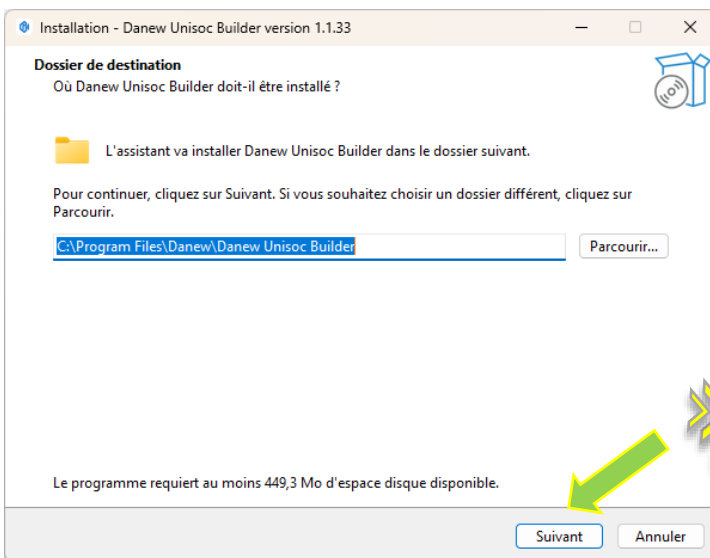 Installation - Danew Unisoc Builder version 1.1.33
Dossier de destination
Où Danew Unisoc Builder doit-il être installé ?
L'assistant va installer Danew Unisoc Builder dans le dossier suivant.
Pour continuer, cliquez sur Suivant. Si vous souhaitez choisir un dossier différent, cliquez sur
Parcourir.
C:\Program Files\Danew\Danew Unisoc Builder
Parcourir...
Le programme requiert au moins 449,3 Mo d'espace disque disponible.
Suivant
Annuler